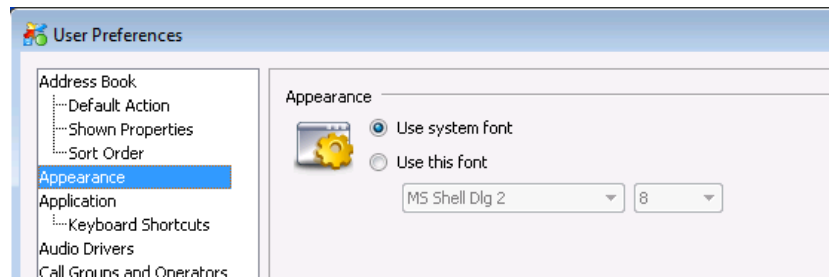 User Preferences
Address Book
Default Action
Shown Properties
Sort Order
Appearance
Application
Keyboard Shortcuts
Audio Drivers
Call Groups and Operators
Appearance
Use system font
Use this font
MS Shell Dlg 2
8